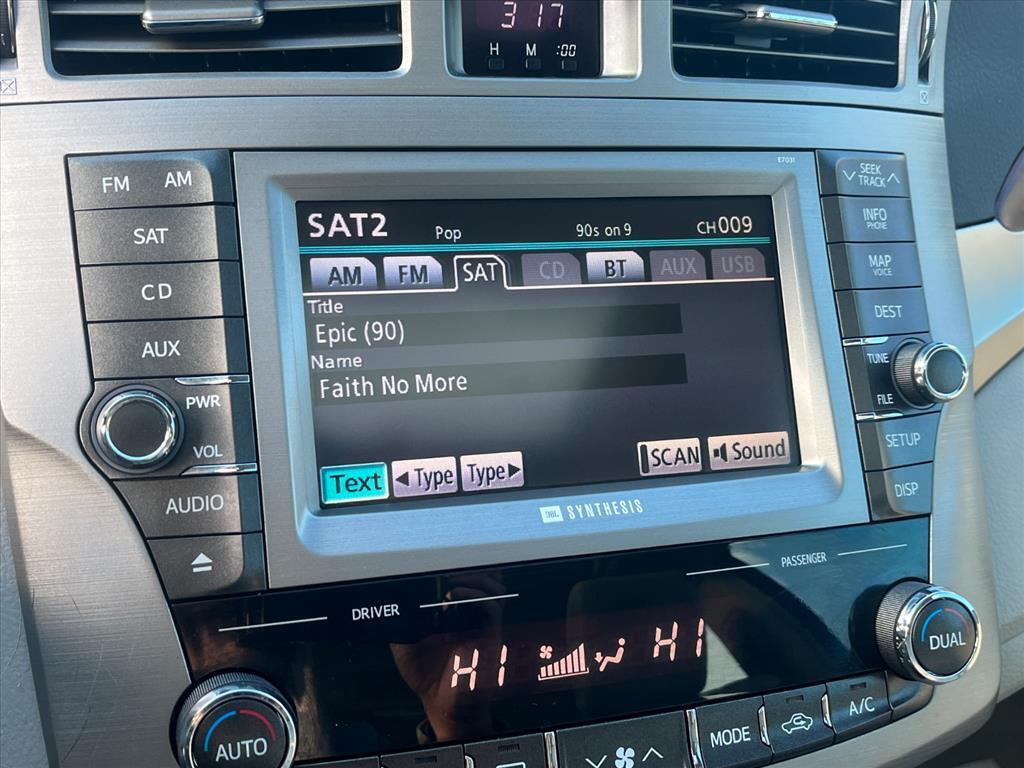 317
H M :00
E7031
FM AM
SAT
CD
AUX
PWR
VOL
AUDIO
SAT2 Pop 90s on 9 CH009
AM FM SAT CD BT AUX USB
Title
Epic (90)
Name
Faith No More
Text ◀Type Type▶ SCAN Sound
JBL SYNTHESIS
SEEK
TRACK
INFO
PHONE
MAP
VOICE
DEST
TUNE
FILE
SETUP
DISP
DRIVER PASSENGER
HI HI
AUTO DUAL
MODE A/C